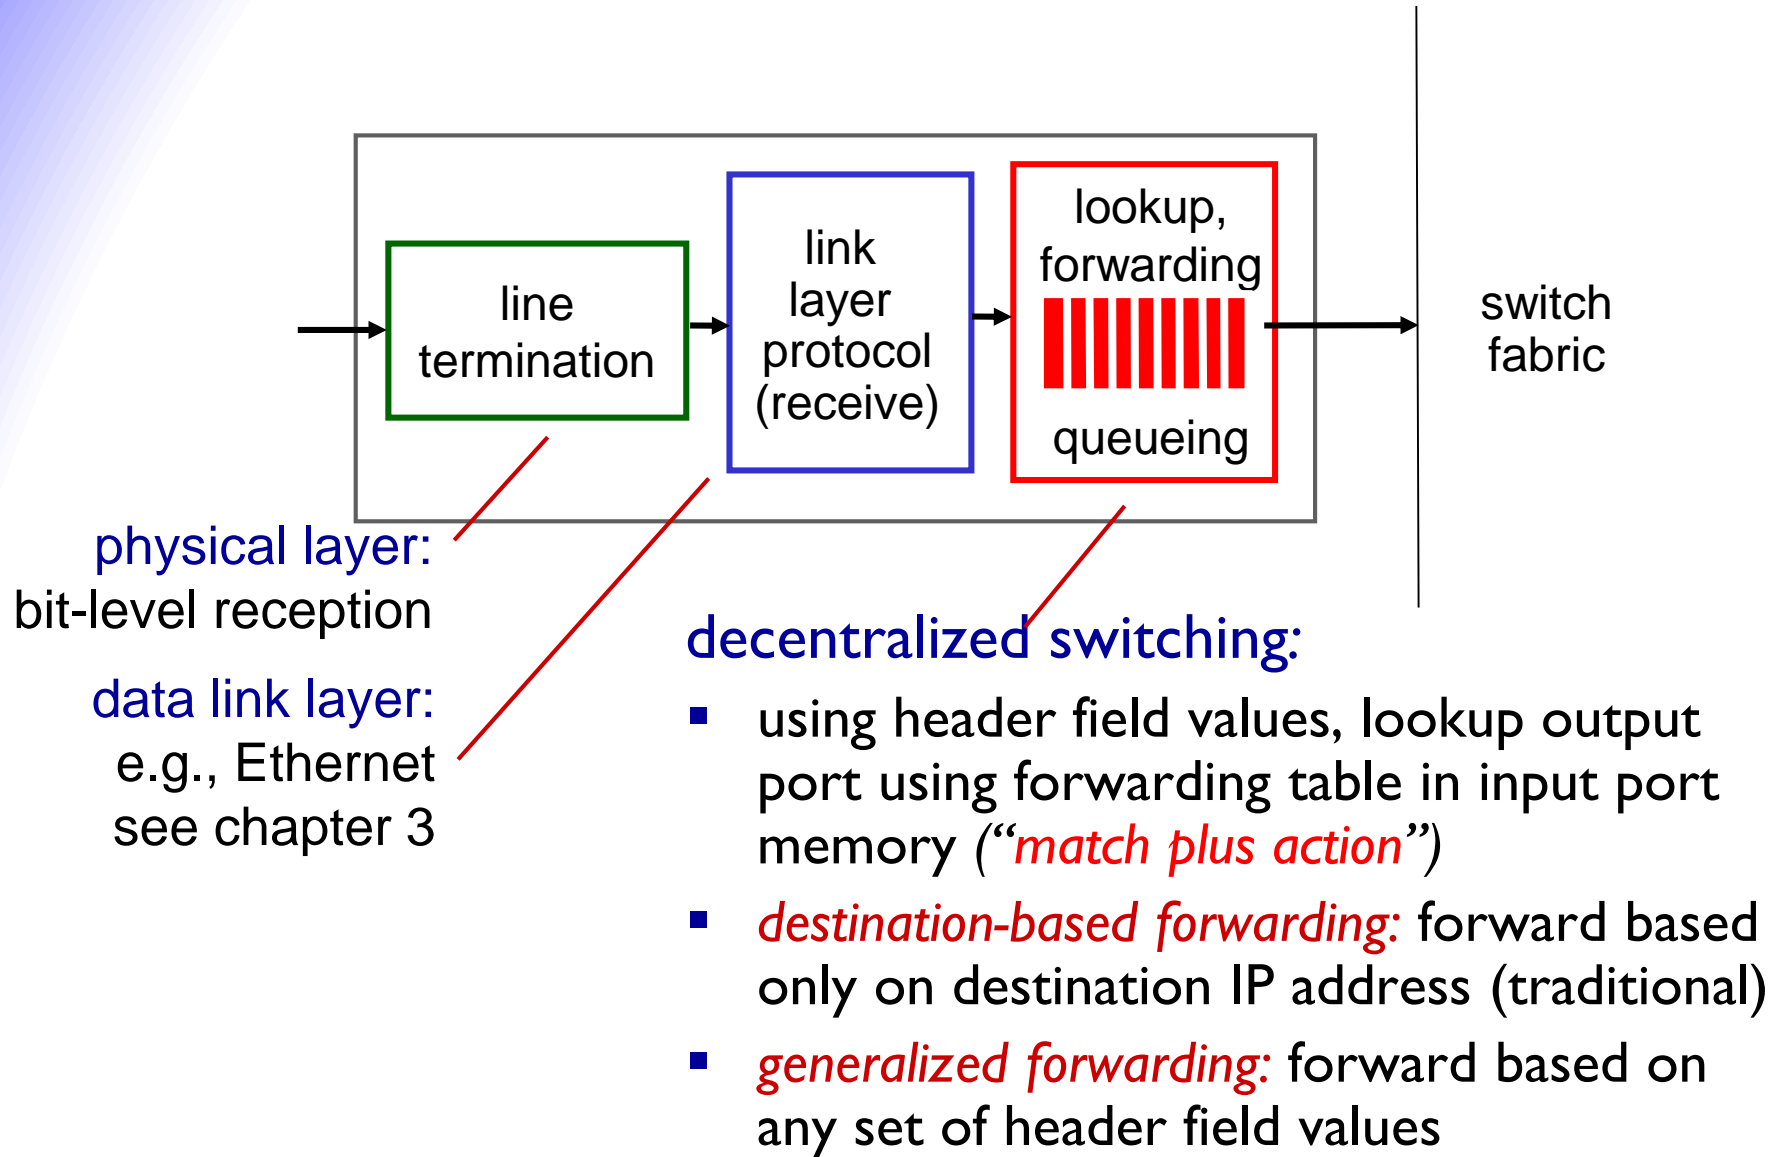 line
termination
link
layer
protocol
(receive)
lookup,
forwarding
queueing
switch
fabric
physical layer:
bit-level reception
data link layer:
e.g., Ethernet
see chapter 3
decentralized switching:
▪ using header field values, lookup output
port using forwarding table in input port
memory (“match plus action”)
▪ destination-based forwarding: forward based
only on destination IP address (traditional)
▪ generalized forwarding: forward based on
any set of header field values